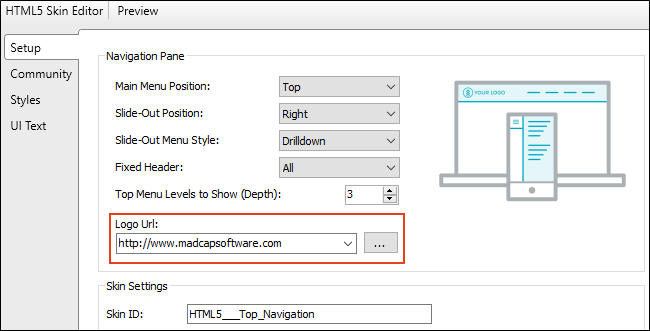 HTML5 Skin Editor Preview
Setup
Community
Styles
UI Text
Navigation Pane
Main Menu Position: Top
Slide-Out Position: Right
Slide-Out Menu Style: Drilldown
Fixed Header: All
Top Menu Levels to Show (Depth): 3
YOUR LOGO
Logo Url:
http://www.madcapsoftware.com ...
Skin Settings
Skin ID: HTML5___Top_Navigation